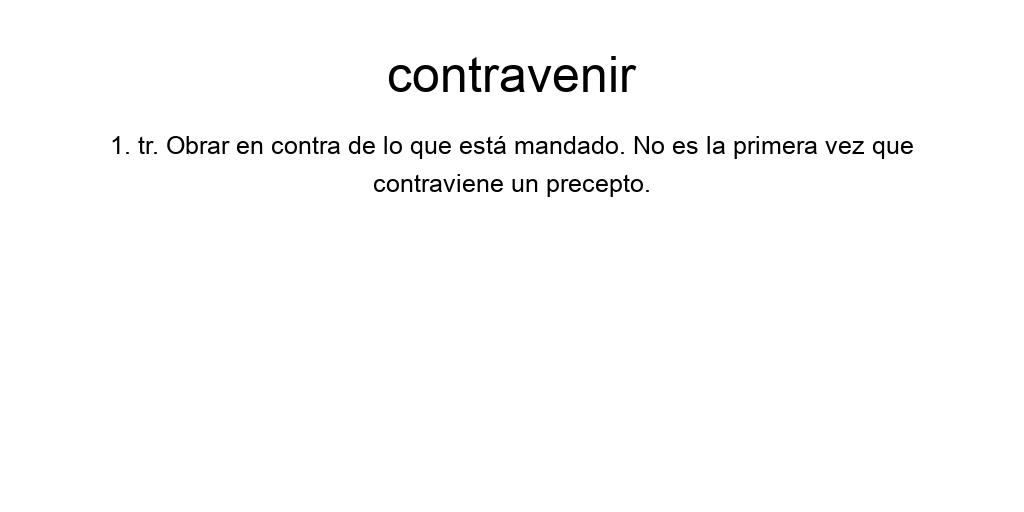 contravenir
1. tr. Obrar en contra de lo que está mandado. No es la primera vez que
contraviene un precepto.